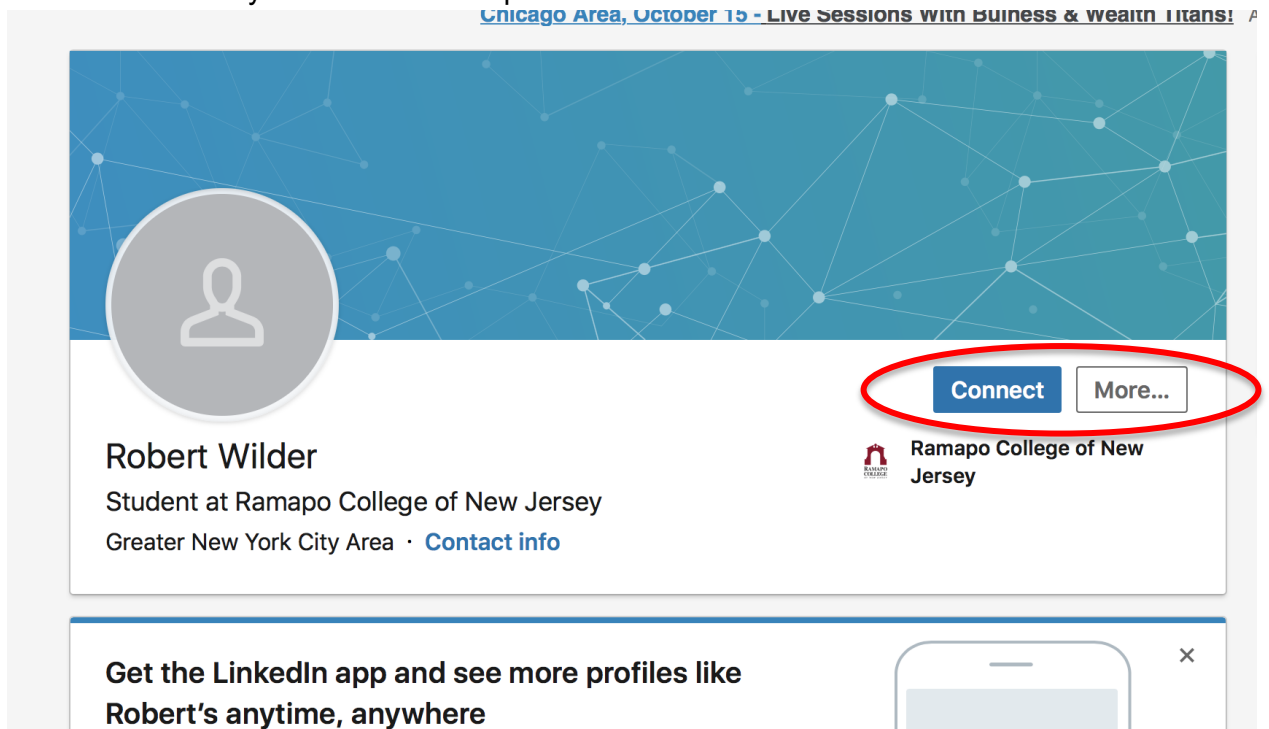 Chicago Area, October 15 - Live Sessions With Buiness & Wealth Titans!
Connect
More...
Robert Wilder
Ramapo College of New
Jersey
RAMAPO
COLLEGE
Student at Ramapo College of New Jersey
Greater New York City Area · Contact info
Get the LinkedIn app and see more profiles like
Robert’s anytime, anywhere